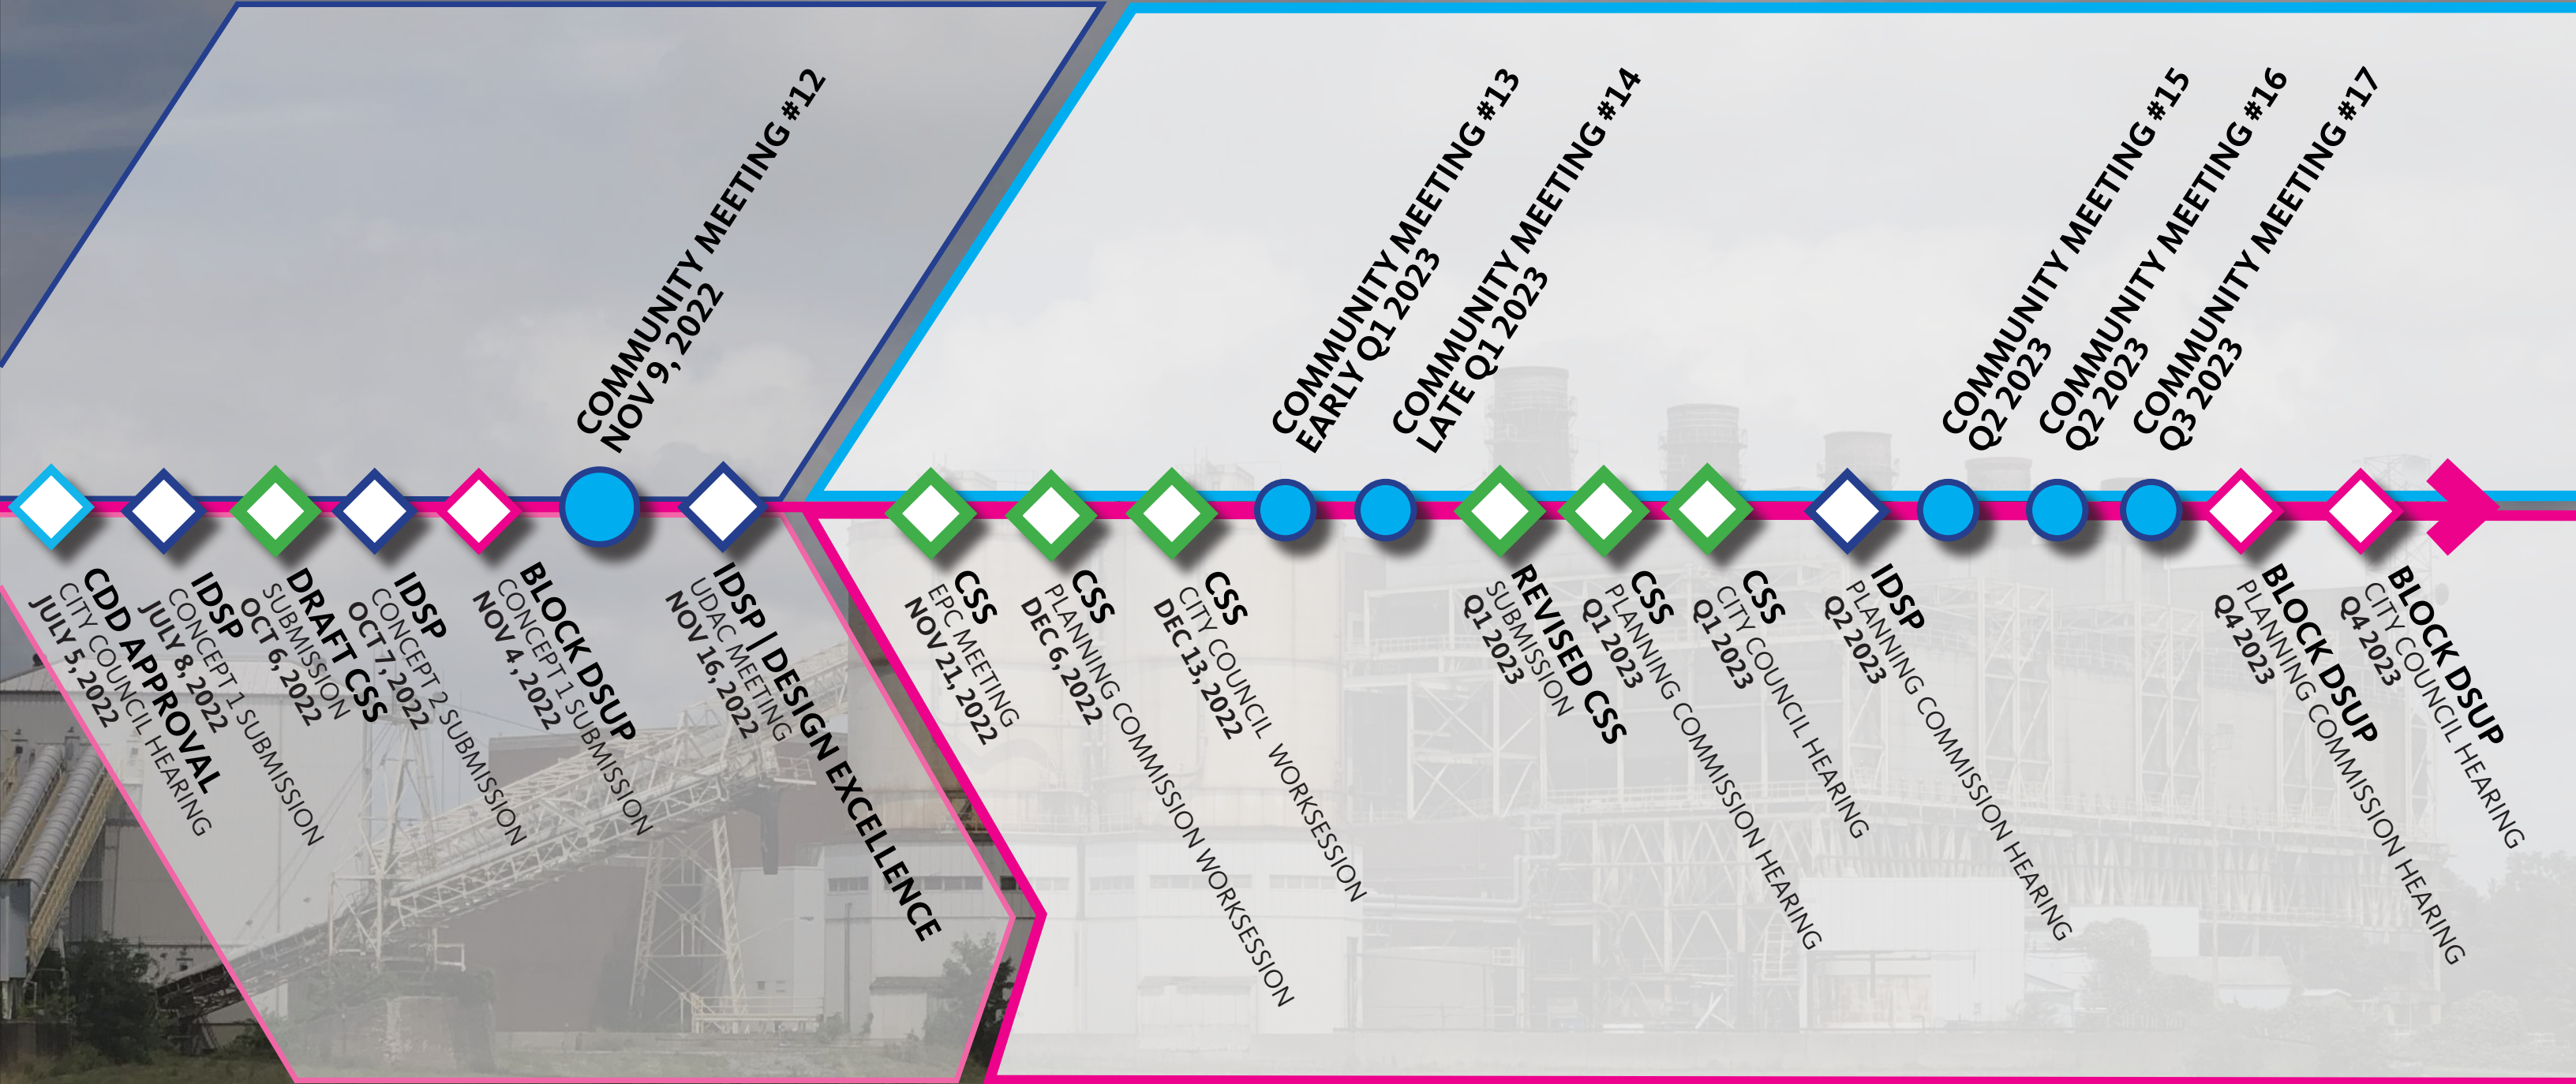 COMMUNITY MEETING #12
NOV 9, 2022
COMMUNITY MEETING #13
EARLY Q1 2023
COMMUNITY MEETING #14
LATE Q1 2023
COMMUNITY MEETING #15
Q2 2023
COMMUNITY MEETING #16
Q2 2023
COMMUNITY MEETING #17
Q3 2023
CDD APPROVAL
CITY COUNCIL HEARING
JULY 5, 2022
IDSP
CONCEPT 1 SUBMISSION
JULY 8, 2022
DRAFT CSS
SUBMISSION
OCT 6, 2022
IDSP
CONCEPT 2 SUBMISSION
OCT 7, 2022
BLOCK DSUP
CONCEPT 1 SUBMISSION
NOV 4, 2022
IDSP | DESIGN EXCELLENCE
UDAC MEETING
NOV 16, 2022
CSS
EPC MEETING
NOV 21, 2022
CSS
PLANNING COMMISSION WORKSESSION
DEC 6, 2022
CSS
CITY COUNCIL WORKSESSION
DEC 13, 2022
REVISED CSS
SUBMISSION
Q1 2023
CSS
PLANNING COMMISSION HEARING
Q1 2023
CSS
CITY COUNCIL HEARING
Q1 2023
IDSP
PLANNING COMMISSION HEARING
Q2 2023
BLOCK DSUP
PLANNING COMMISSION HEARING
Q4 2023
BLOCK DSUP
CITY COUNCIL HEARING
Q4 2023